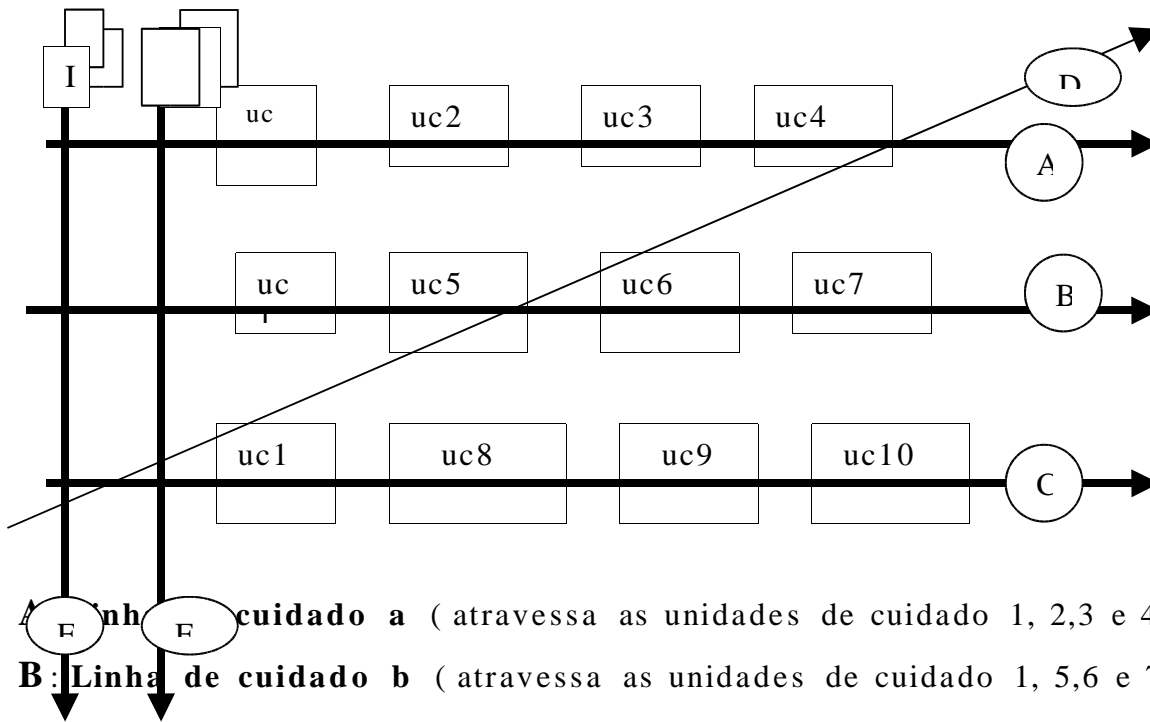 I
D
uc uc2 uc3 uc4
A
uc uc5 uc6 uc7
B
uc1 uc8 uc9 uc10
C
cuidado a ( atravessa as unidades de cuidado 1, 2,3 e 4
B: Linha de cuidado b ( atravessa as unidades de cuidado 1, 5,6 e